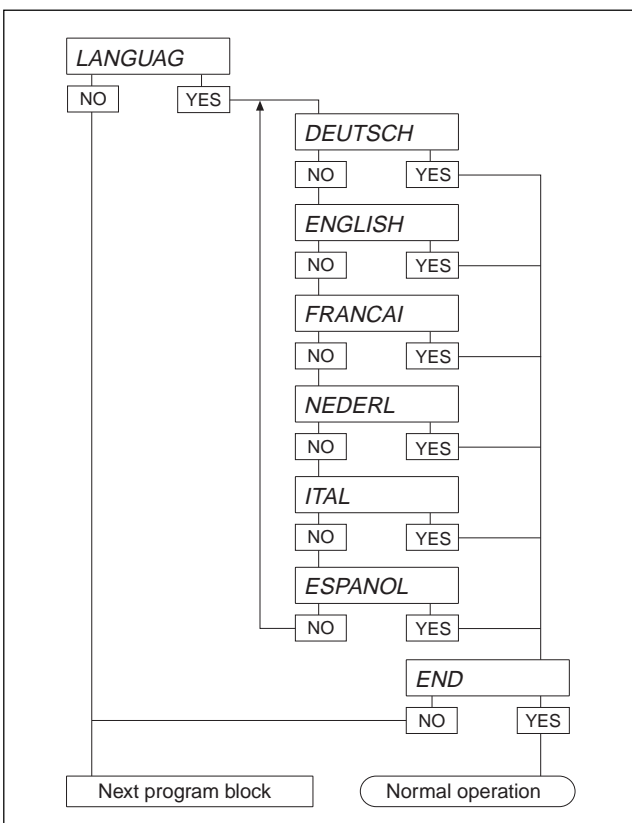 LANGUAG
NO YES
DEUTSCH
NO YES
ENGLISH
NO YES
FRANCAI
NO YES
NEDERL
NO YES
ITAL
NO YES
ESPANOL
NO YES
END
NO YES
Next program block Normal operation